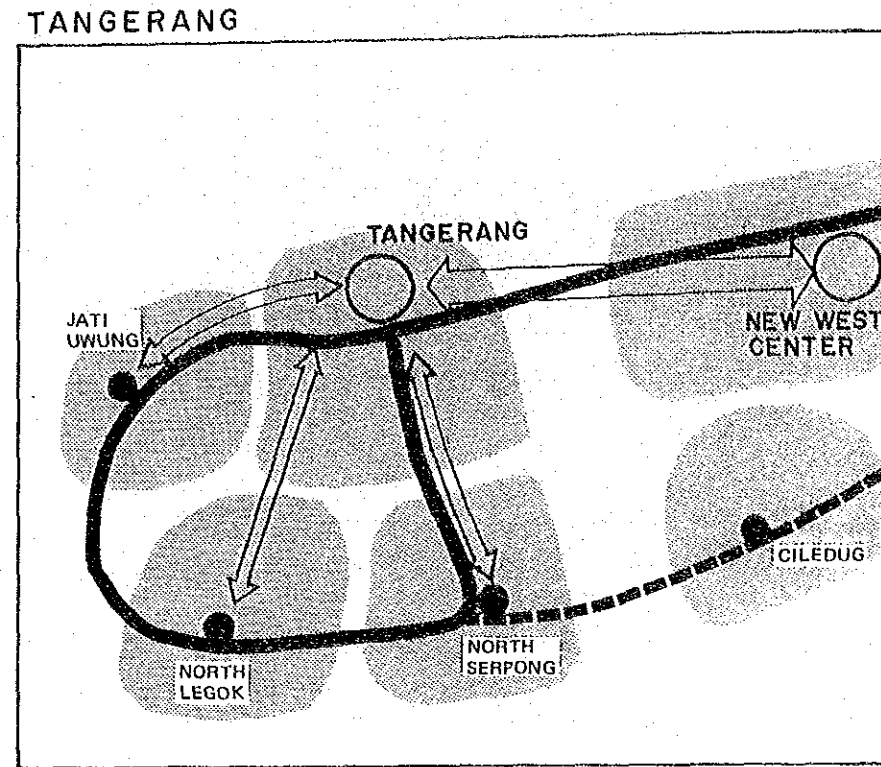 TANGERANG
TANGERANG
JATI
UWUNG
NEW WEST
CENTER
CILEDUG
NORTH
SERPONG
NORTH
LEGOK